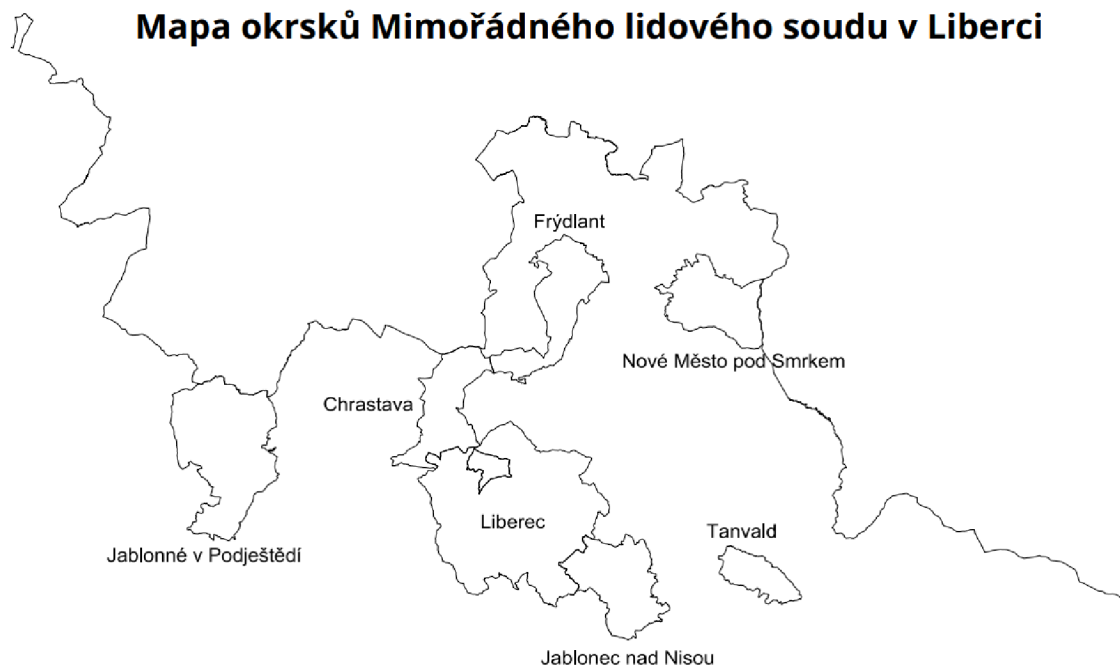 Mapa okrsků Mimořádného lidového soudu v Liberci
Frýdlant
Nové Město pod Smrkem
Chrastava
Liberec
Tanvald
Jablonné v Podještědí
Jablonec nad Nisou